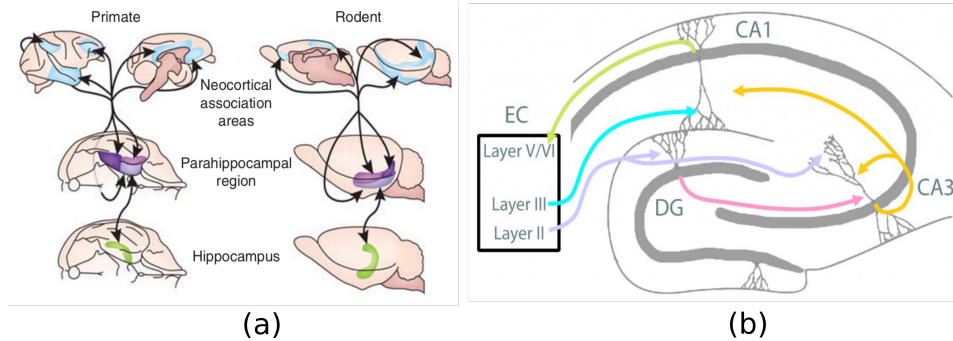 Primate
Rodent
Neocortical
association
areas
Parahippocampal
region
Hippocampus
(a)
CA1
EC
Layer V/VI
Layer III
Layer II
DG
CA3
(b)